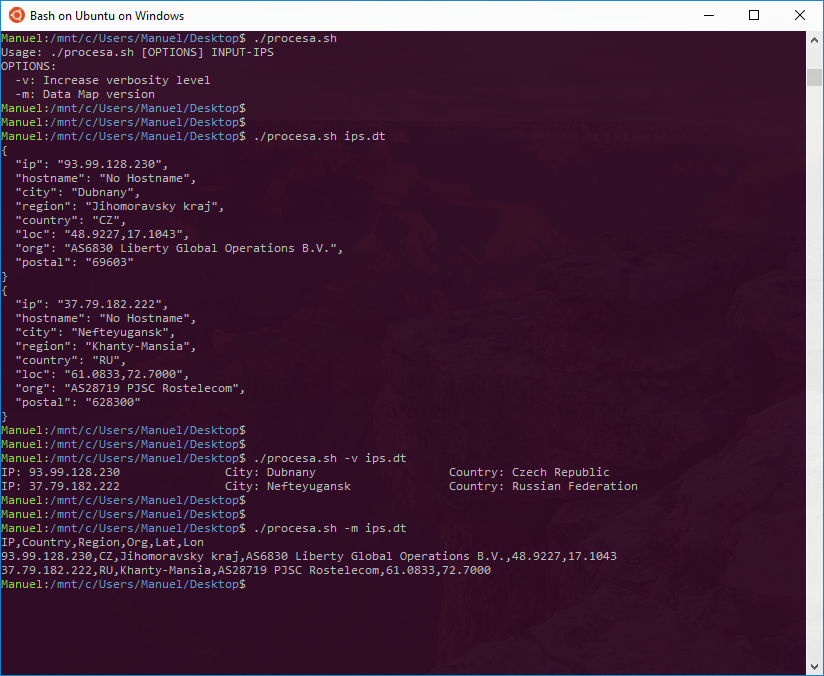 Bash on Ubuntu on Windows
Manuel:/mnt/c/Users/Manuel/Desktop$ ./procesa.sh
Usage: ./procesa.sh [OPTIONS] INPUT-IPS
OPTIONS:
  -v: Increase verbosity level
  -m: Data Map version
Manuel:/mnt/c/Users/Manuel/Desktop$
Manuel:/mnt/c/Users/Manuel/Desktop$
Manuel:/mnt/c/Users/Manuel/Desktop$ ./procesa.sh ips.dt
{
  "ip": "93.99.128.230",
  "hostname": "No Hostname",
  "city": "Dubnany",
  "region": "Jihomoravsky kraj",
  "country": "CZ",
  "loc": "48.9227,17.1043",
  "org": "AS6830 Liberty Global Operations B.V.",
  "postal": "69603"
}
{
  "ip": "37.79.182.222",
  "hostname": "No Hostname",
  "city": "Nefteyugansk",
  "region": "Khanty-Mansia",
  "country": "RU",
  "loc": "61.0833,72.7000",
  "org": "AS28719 PJSC Rostelecom",
  "postal": "628300"
}
Manuel:/mnt/c/Users/Manuel/Desktop$
Manuel:/mnt/c/Users/Manuel/Desktop$
Manuel:/mnt/c/Users/Manuel/Desktop$ ./procesa.sh -v ips.dt
IP: 93.99.128.230               City: Dubnany                   Country: Czech Republic
IP: 37.79.182.222               City: Nefteyugansk              Country: Russian Federation
Manuel:/mnt/c/Users/Manuel/Desktop$
Manuel:/mnt/c/Users/Manuel/Desktop$
Manuel:/mnt/c/Users/Manuel/Desktop$ ./procesa.sh -m ips.dt
IP,Country,Region,Org,Lat,Lon
93.99.128.230,CZ,Jihomoravsky kraj,AS6830 Liberty Global Operations B.V.,48.9227,17.1043
37.79.182.222,RU,Khanty-Mansia,AS28719 PJSC Rostelecom,61.0833,72.7000
Manuel:/mnt/c/Users/Manuel/Desktop$